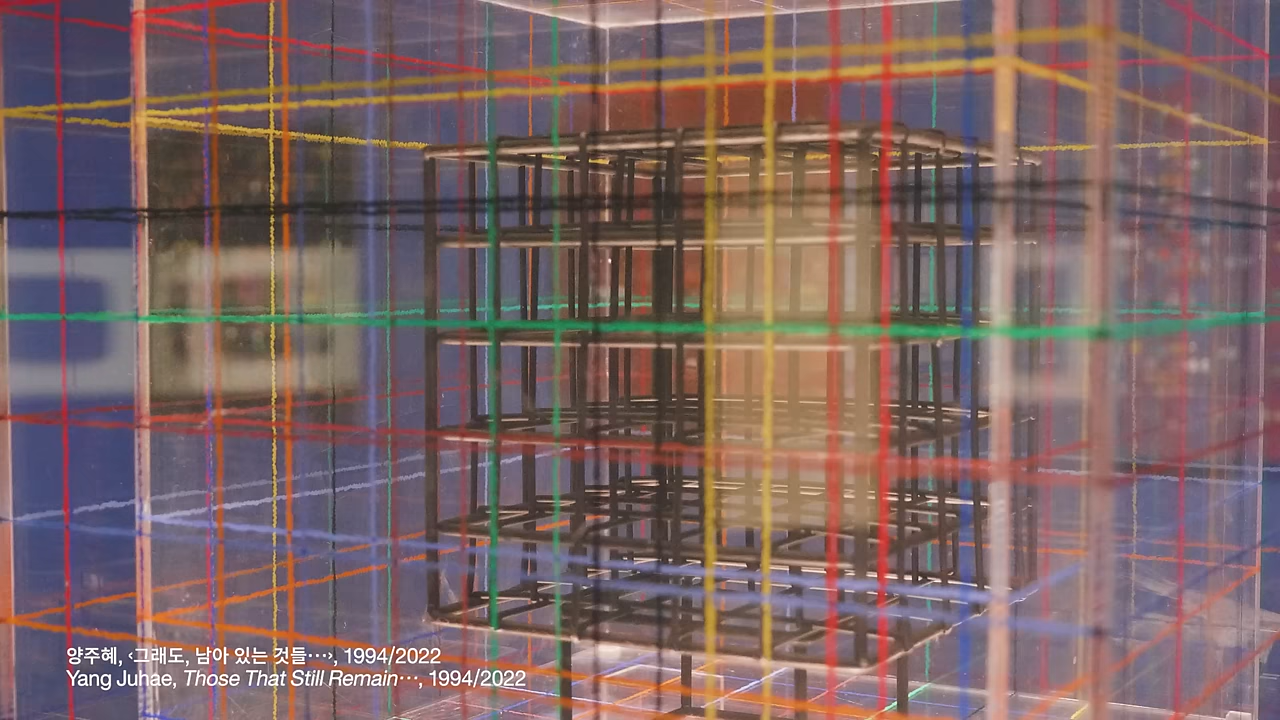 양주혜, ‹그래도, 남아 있는 것들⋯›, 1994/2022
Yang Juhae, Those That Still Remain⋯, 1994/2022